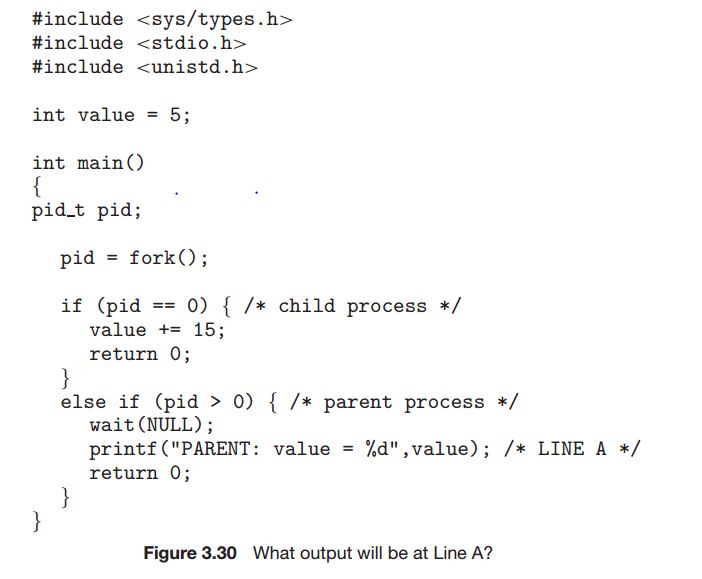 #include <sys/types.h>
#include <stdio.h>
#include <unistd.h>
int value = 5;
int main()
{
pid_t pid;
pid = fork();
if (pid == 0) { /* child process */
value += 15;
return 0;
}
else if (pid > 0) { /* parent process */
wait(NULL);
printf("PARENT: value = %d",value); /* LINE A */
return 0;
}
}
Figure 3.30 What output will be at Line A?